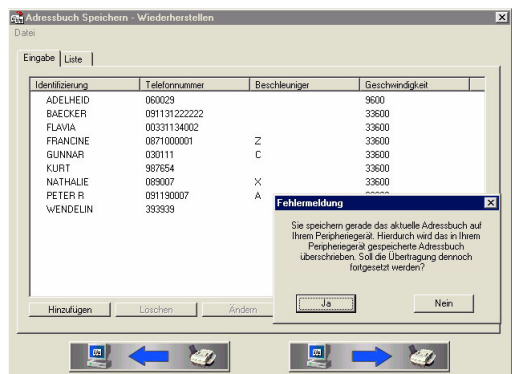 Adressbuch Speichern - Wiederherstellen
Datei
Eingabe Liste
Identifizierung Telefonnummer Beschleuniger Geschwindigkeit
ADELHEID 060029 9600
BAECKER 091131222222 33600
FLAVIA 00331134002 33600
FRANCINE 0871000001 Z 33600
GUNNAR 030111 C 33600
KURT 987654 33600
NATHALIE 089007 X 33600
PETER R 091190007 A
WENDELIN 393939
Fehlermeldung
Sie speichern gerade das aktuelle Adressbuch auf
Ihrem Peripheriegerät. Hierdurch wird das in Ihrem
Peripheriegerät gespeicherte Adressbuch
überschrieben. Soll die Übertragung dennoch
fortgesetzt werden?
Ja Nein
Hinzufügen Löschen Ändern